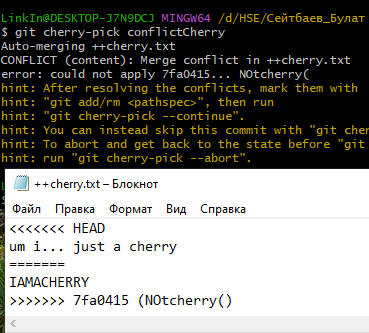 LinkIn@DESKTOP-J7N9DCJ MINGW64 /d/HSE/Сейтбаев_Булат
$ git cherry-pick conflictCherry
Auto-merging ++cherry.txt
CONFLICT (content): Merge conflict in ++cherry.txt
error: could not apply 7fa0415... NOtcherry(
hint: After resolving the conflicts, mark them with
hint: "git add/rm <pathspec>", then run
hint: "git cherry-pick --continue".
hint: You can instead skip this commit with "git cher
hint: To abort and get back to the state before "git
hint: run "git cherry-pick --abort".
++cherry.txt – Блокнот
Файл Правка Формат Вид Справка
<<<<<<< HEAD
um i... just a cherry
=======
IAMACHERRY
>>>>>>> 7fa0415 (NOtcherry()